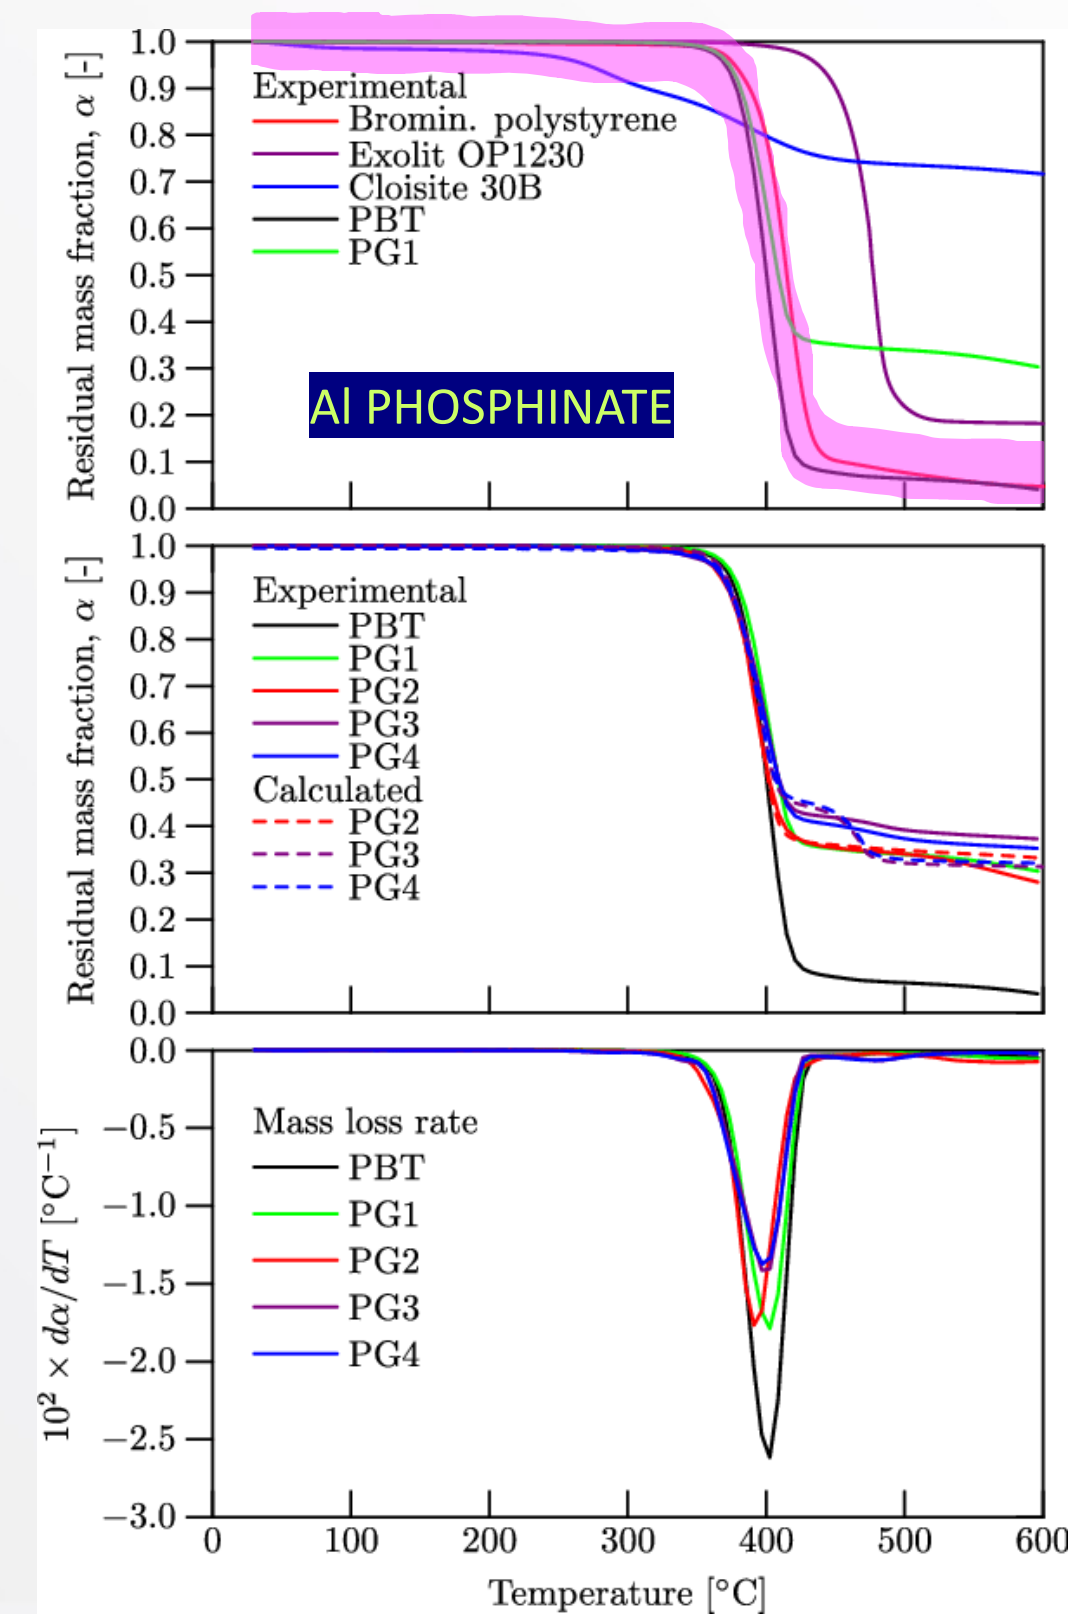 1.0
0.9
0.8
0.7
0.6
0.5
0.4
0.3
0.2
0.1
0.0
Residual mass fraction, α [-]
Experimental
Bromin. polystyrene
Exolit OP1230
Cloisite 30B
PBT
PG1
Al PHOSPHINATE
1.0
0.9
0.8
0.7
0.6
0.5
0.4
0.3
0.2
0.1
0.0
Residual mass fraction, α [-]
Experimental
PBT
PG1
PG2
PG3
PG4
Calculated
PG2
PG3
PG4
0.0
−0.5
−1.0
−1.5
−2.0
−2.5
−3.0
10² × dα/dT [°C⁻¹]
Mass loss rate
PBT
PG1
PG2
PG3
PG4
0 100 200 300 400 500 600
Temperature [°C]